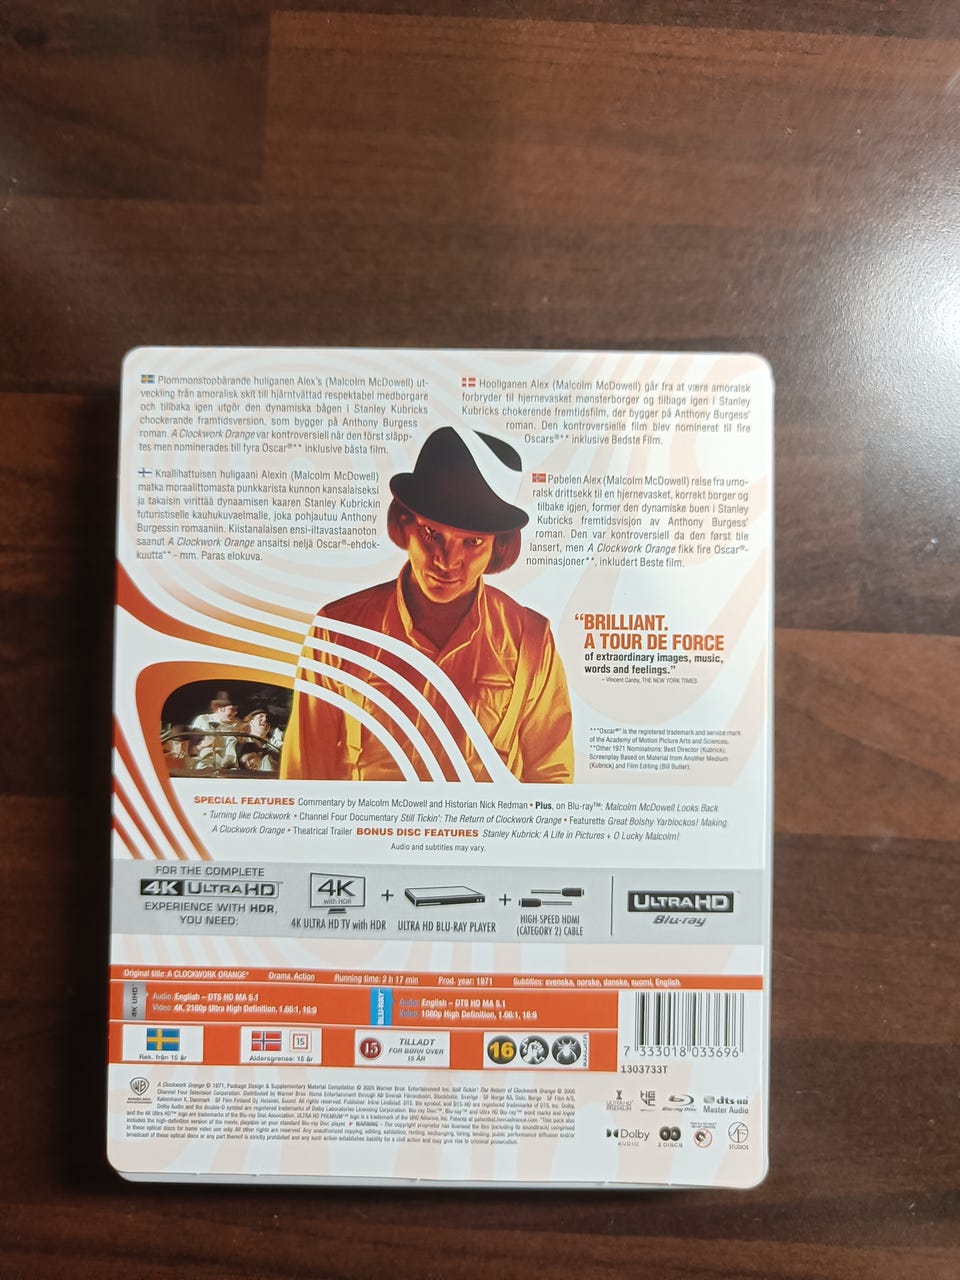 Plommonstopbärande huliganen Alex's (Malcolm McDowell) ut-
veckling från amoralisk skit till hjärntvättad respektabel medborgare
och tillbaka igen utgör den dynamiska bågen i Stanley Kubricks
chokerande framtidsversion, som bygger på Anthony Burgess
roman. A Clockwork Orange var kontroversiell när den först släpp-
tes men nominerades till fyra Oscar®** inklusive bästa film.
Knallihattuisen huligaani Alexin (Malcolm McDowell)
matka moraalittomasta punkkarista kunnon kansalaiseksi
ja takaisin virittää dynaamisen kaaren Stanley Kubrickin
futuristiselle kauhukuvaelmalle, joka pohjautuu Anthony
Burgessin romaaniin. Kiistanalaisen ensi-iltavastaanoton
saanut A Clockwork Orange ansaitsi neljä Oscar®-ehdok-
kuutta** - mm. Paras elokuva.
Hooliganen Alex (Malcolm McDowell) går fra at være amoralsk
forbryder til hjernevasket mønsterborger og tilbage igen i Stanley
Kubricks chokerende fremtidsfilm, der bygger på Anthony Burgess'
roman. Den kontroversielle film blev nomineret til fire
Oscars®** inklusive Bedste Film.
Pøbelen Alex (Malcolm McDowell) reise fra umo-
ralsk drittsekk til en hjernevasket, korrekt borger og
tilbake igjen, former den dynamiske buen i Stanley
Kubricks fremtidsvisjon av Anthony Burgess'
roman. Den var kontroversiell da den først ble
lansert, men A Clockwork Orange fikk fire Oscar®-
nominasjoner**, inkludert Beste film.
"BRILLIANT.
A TOUR DE FORCE
of extraordinary images, music,
words and feelings."
– Vincent Canby, THE NEW YORK TIMES
**"Oscar®" is the registered trademark and service mark
of the Academy of Motion Picture Arts and Sciences.
**Other 1971 Nominations: Best Director (Kubrick),
Screenplay Based on Material from Another Medium
(Kubrick) and Film Editing (Bill Butler).
SPECIAL FEATURES Commentary by Malcolm McDowell and Historian Nick Redman • Plus, on Blu-ray™: Malcolm McDowell Looks Back
• Turning like Clockwork • Channel Four Documentary Still Tickin': The Return of Clockwork Orange • Featurette Great Bolshy Yarblockos! Making
A Clockwork Orange • Theatrical Trailer BONUS DISC FEATURES Stanley Kubrick: A Life in Pictures + O Lucky Malcolm!
Audio and subtitles may vary.
FOR THE COMPLETE
4K ULTRA HD™
EXPERIENCE WITH HDR,
YOU NEED:
4K
with HDR
4K ULTRA HD TV with HDR
+
ULTRA HD BLU-RAY PLAYER
+
HIGH-SPEED HDMI
(CATEGORY 2) CABLE
ULTRA HD™
Blu-ray
Original title: A CLOCKWORK ORANGE* Drama, Action Running time: 2 h 17 min Prod. year: 1971 Subtitles: svenska, norske, danske, suomi, English
4K UHD
Audio: English – DTS HD MA 5.1
Video: 4K, 2160p Ultra High Definition, 1.66:1, 16:9
BLU-RAY
Audio: English – DTS HD MA 5.1
Video: 1080p High Definition, 1.66:1, 16:9
Rek. från 15 år
15
Aldersgrense: 15 år
15
TILLADT
FOR BØRN OVER
15 ÅR
16
7 333018 033696
1303733T
WB
Blu-ray Disc
dts-HD
Master Audio
Dolby
AUDIO
2 DISCS
SF
STUDIOS